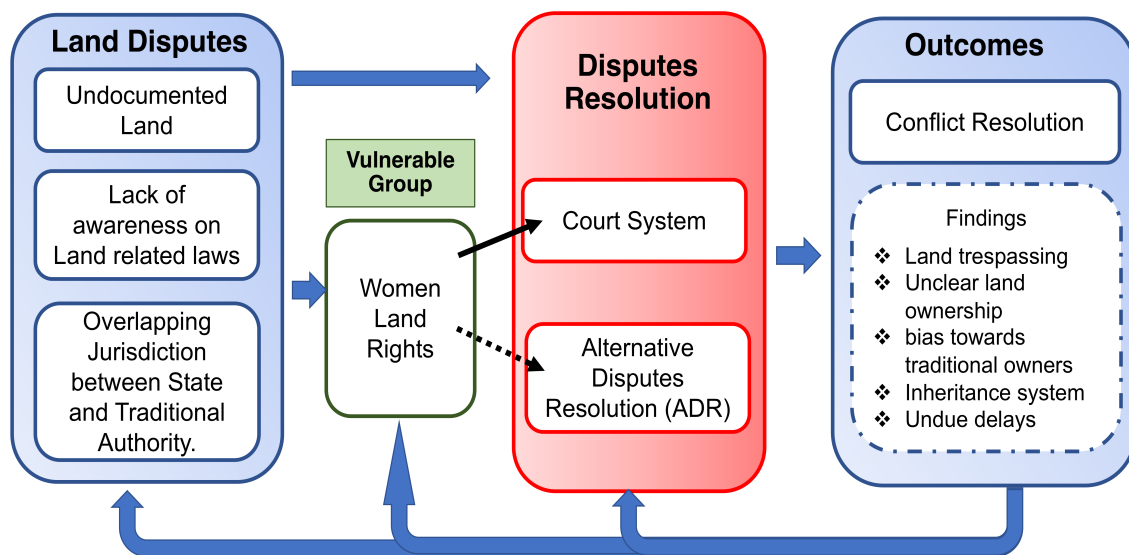 Land Disputes
Undocumented
Land
Lack of
awareness on
Land related laws
Overlapping
Jurisdiction
between State
and Traditional
Authority.
Vulnerable
Group
Women
Land
Rights
Disputes
Resolution
Court System
Alternative
Disputes
Resolution (ADR)
Outcomes
Conflict Resolution
Findings
❖ Land trespassing
❖ Unclear land
ownership
❖ bias towards
traditional owners
❖ Inheritance system
❖ Undue delays